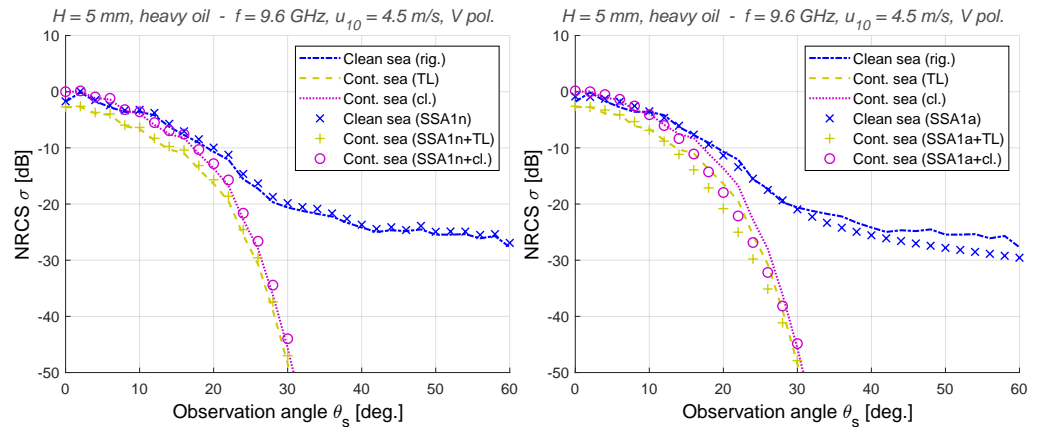 H = 5 mm, heavy oil - f = 9.6 GHz, u10 = 4.5 m/s, V pol.
10
0
-10
-20
-30
-40
-50
NRCS σ [dB]
Clean sea (rig.)
Cont. sea (TL)
Cont. sea (cl.)
Clean sea (SSA1n)
Cont. sea (SSA1n+TL)
Cont. sea (SSA1n+cl.)
0 10 20 30 40 50 60
Observation angle θs [deg.]
H = 5 mm, heavy oil - f = 9.6 GHz, u10 = 4.5 m/s, V pol.
10
0
-10
-20
-30
-40
-50
NRCS σ [dB]
Clean sea (rig.)
Cont. sea (TL)
Cont. sea (cl.)
Clean sea (SSA1a)
Cont. sea (SSA1a+TL)
Cont. sea (SSA1a+cl.)
0 10 20 30 40 50 60
Observation angle θs [deg.]